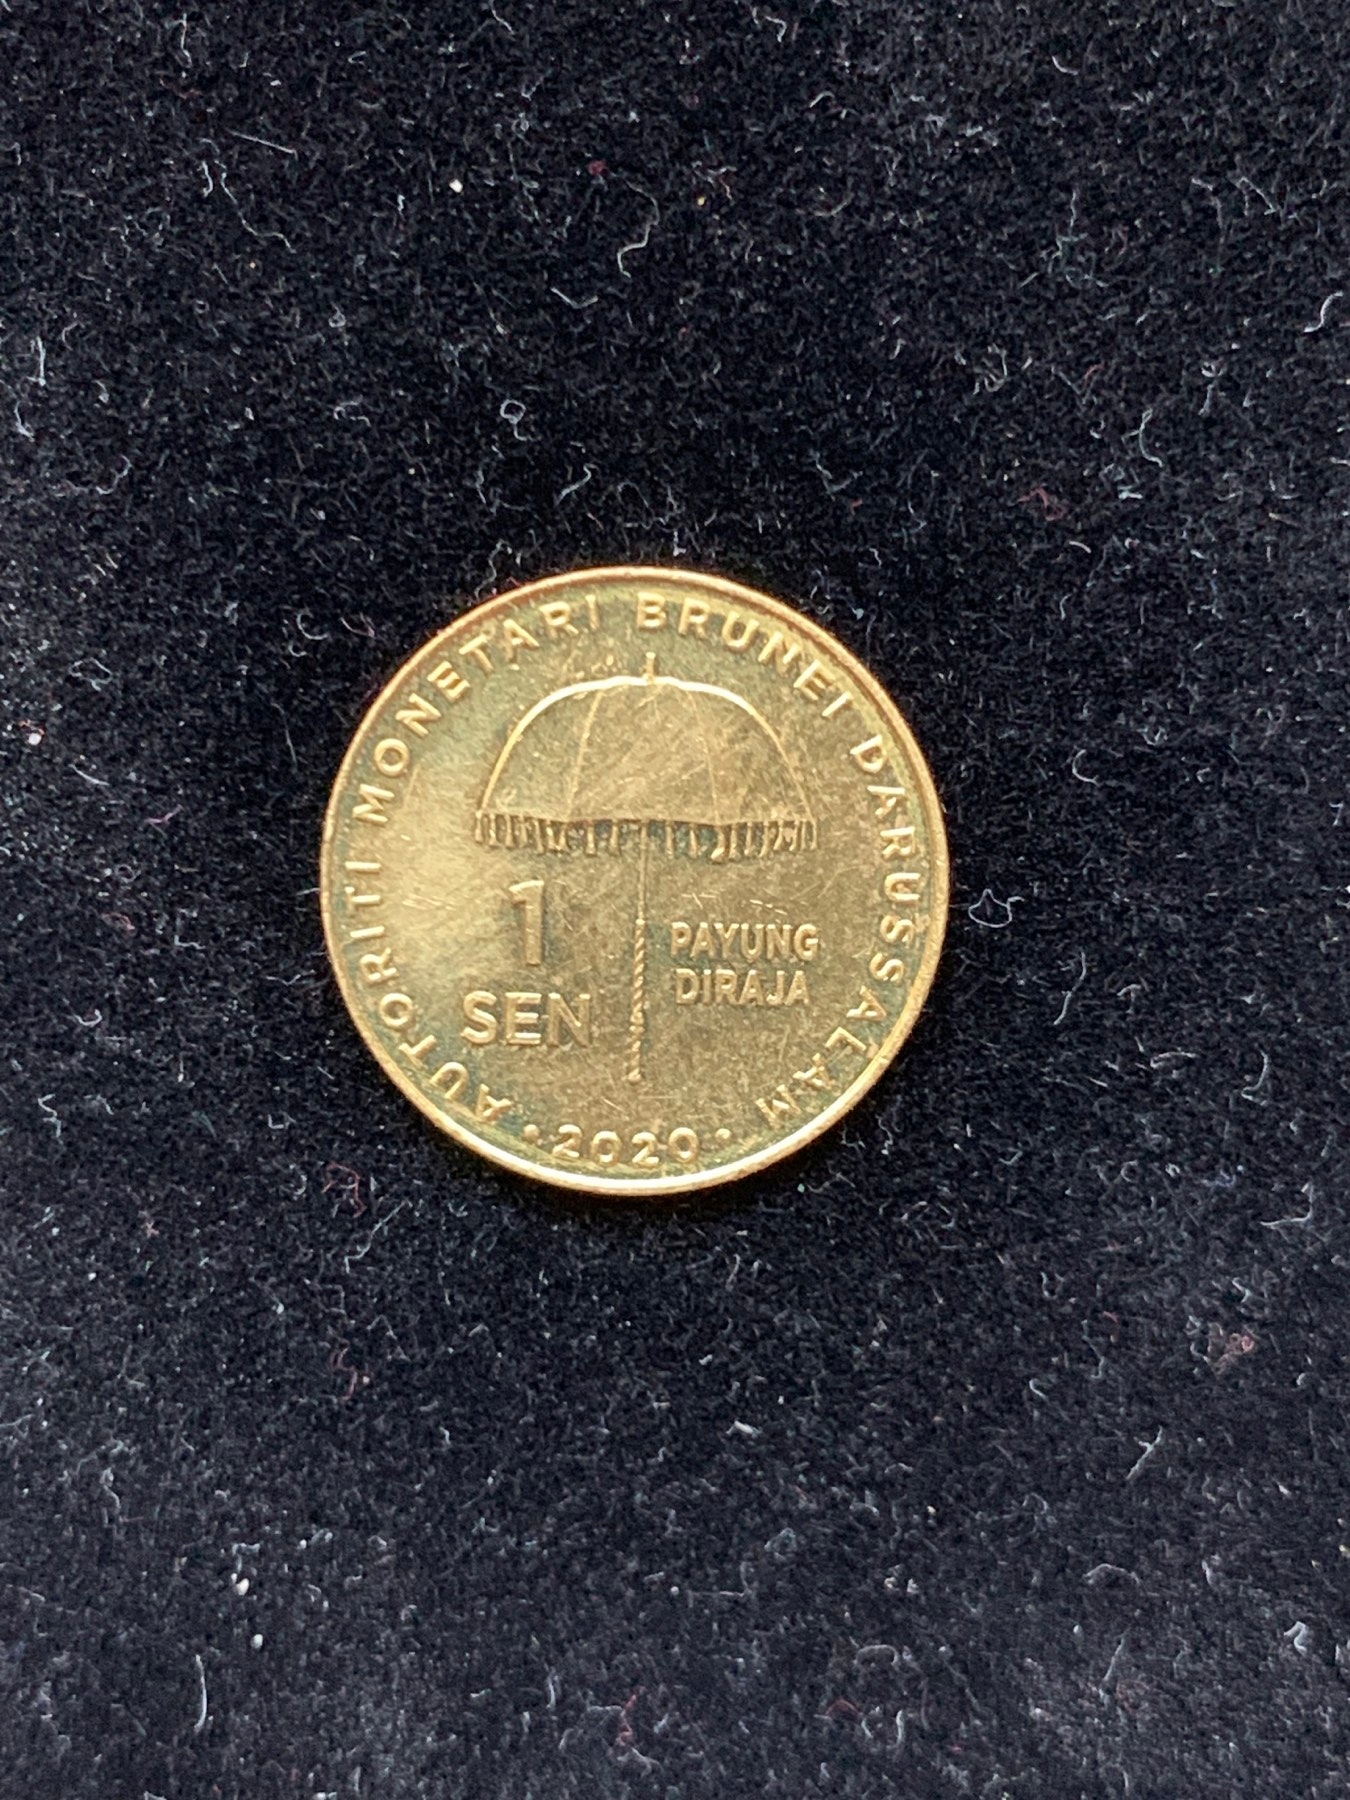 AUTORITI MONETARI BRUNEI DARUSSALAM
1
SEN
PAYUNG
DIRAJA
· 2020 ·